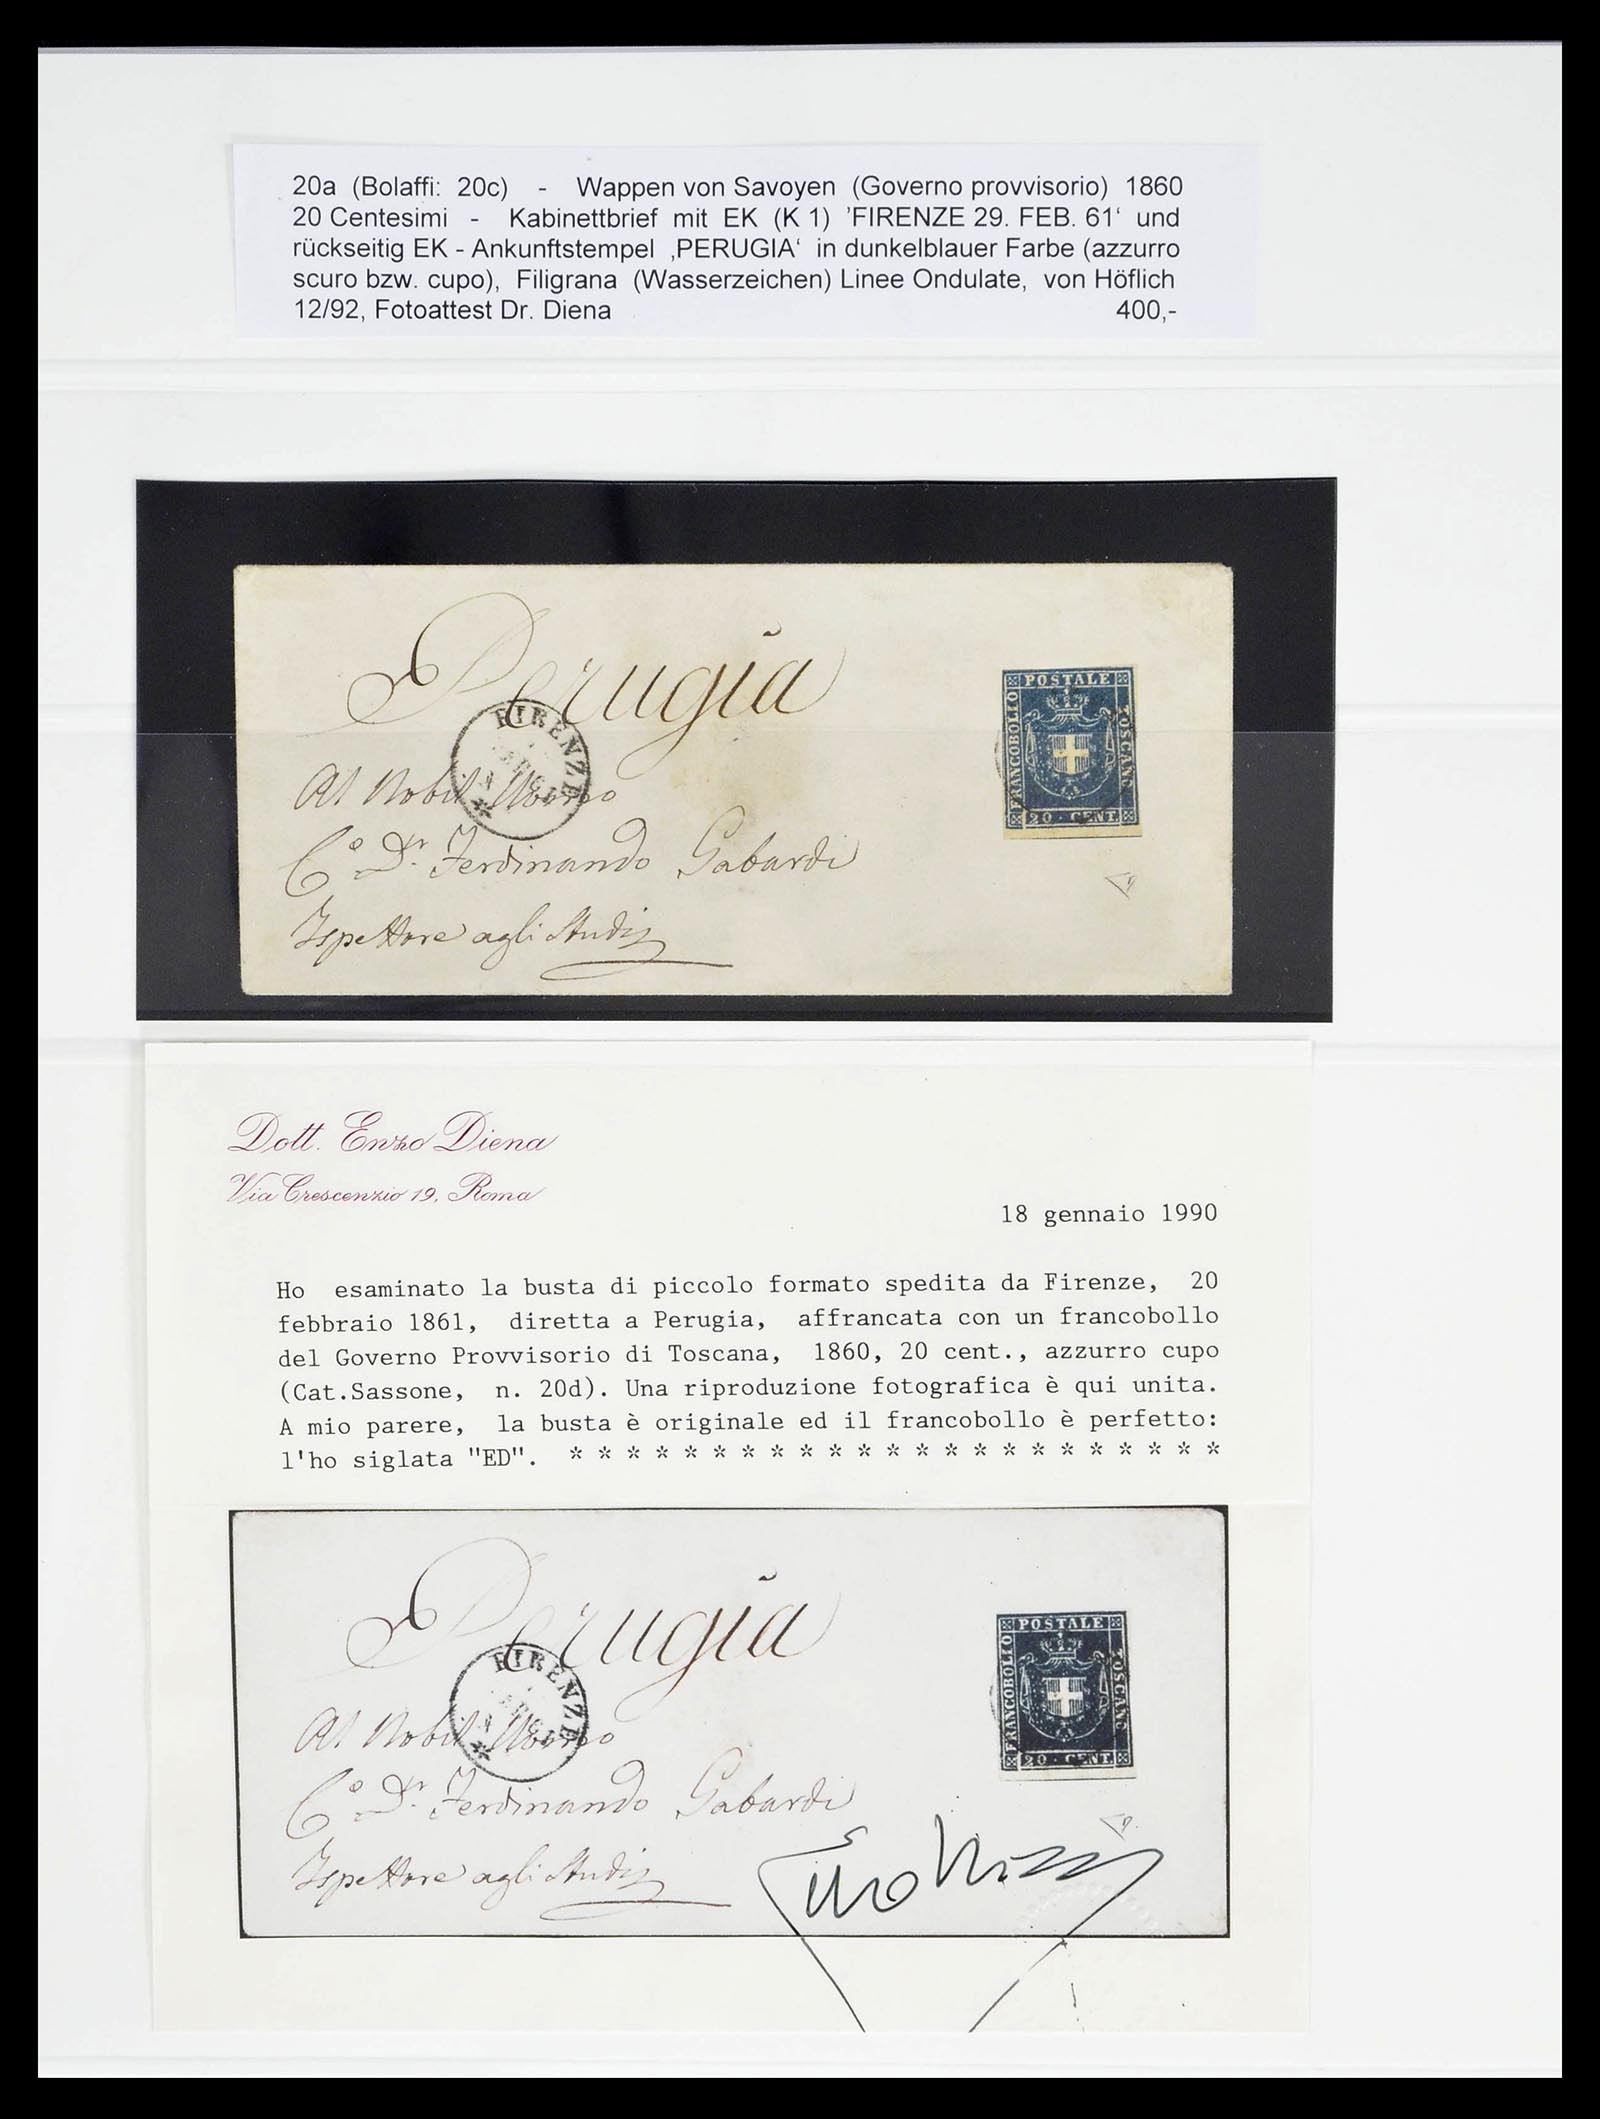 20a (Bolaffi: 20c) - Wappen von Savoyen (Governo provvisorio) 1860
20 Centesimi - Kabinettbrief mit EK (K 1) 'FIRENZE 29. FEB. 61‘ und
rückseitig EK - Ankunftstempel ‚PERUGIA‘ in dunkelblauer Farbe (azzurro
scuro bzw. cupo), Filigrana (Wasserzeichen) Linee Ondulate, von Höflich
12/92, Fotoattest Dr. Diena 400,-
Perugia
POSTALE
FRANCOBOLLO
TOSCANO
20 · CENT.
FIRENZE
Al Nobil Uomo
Co Dr. Ferdinando Gabardi
Ispettore agli Studi
Dott. Enzo Diena
Via Crescenzio 19, Roma
18 gennaio 1990
Ho esaminato la busta di piccolo formato spedita da Firenze, 20
febbraio 1861, diretta a Perugia, affrancata con un francobollo
del Governo Provvisorio di Toscana, 1860, 20 cent., azzurro cupo
(Cat.Sassone, n. 20d). Una riproduzione fotografica è qui unita.
A mio parere, la busta è originale ed il francobollo è perfetto:
l'ho siglata "ED". * * * * * * * * * * * * * * * * * * * * * * *
Perugia
POSTALE
FRANCOBOLLO
TOSCANO
20 · CENT.
FIRENZE
Al Nobil Uomo
Co Dr. Ferdinando Gabardi
Ispettore agli Studi